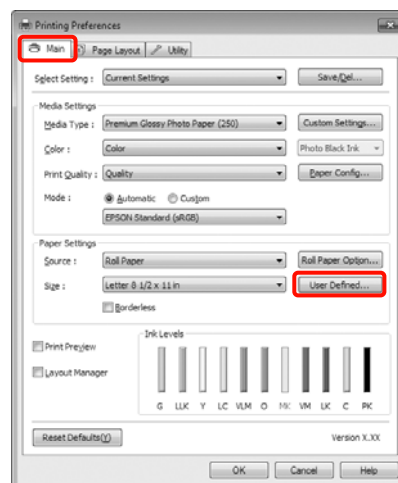 Printing Preferences
Main Page Layout Utility
Select Setting : Current Settings Save/Del...
Media Settings
Media Type : Premium Glossy Photo Paper (250) Custom Settings...
Color : Color Photo Black Ink
Print Quality : Quality Paper Config...
Mode : Automatic Custom
EPSON Standard (sRGB)
Paper Settings
Source : Roll Paper Roll Paper Option...
Size : Letter 8 1/2 x 11 in User Defined...
Borderless
Ink Levels
Print Preview
Layout Manager
G LLK Y LC VLM O MK VM LK C PK
Reset Defaults(Y) Version X.XX
OK Cancel Help